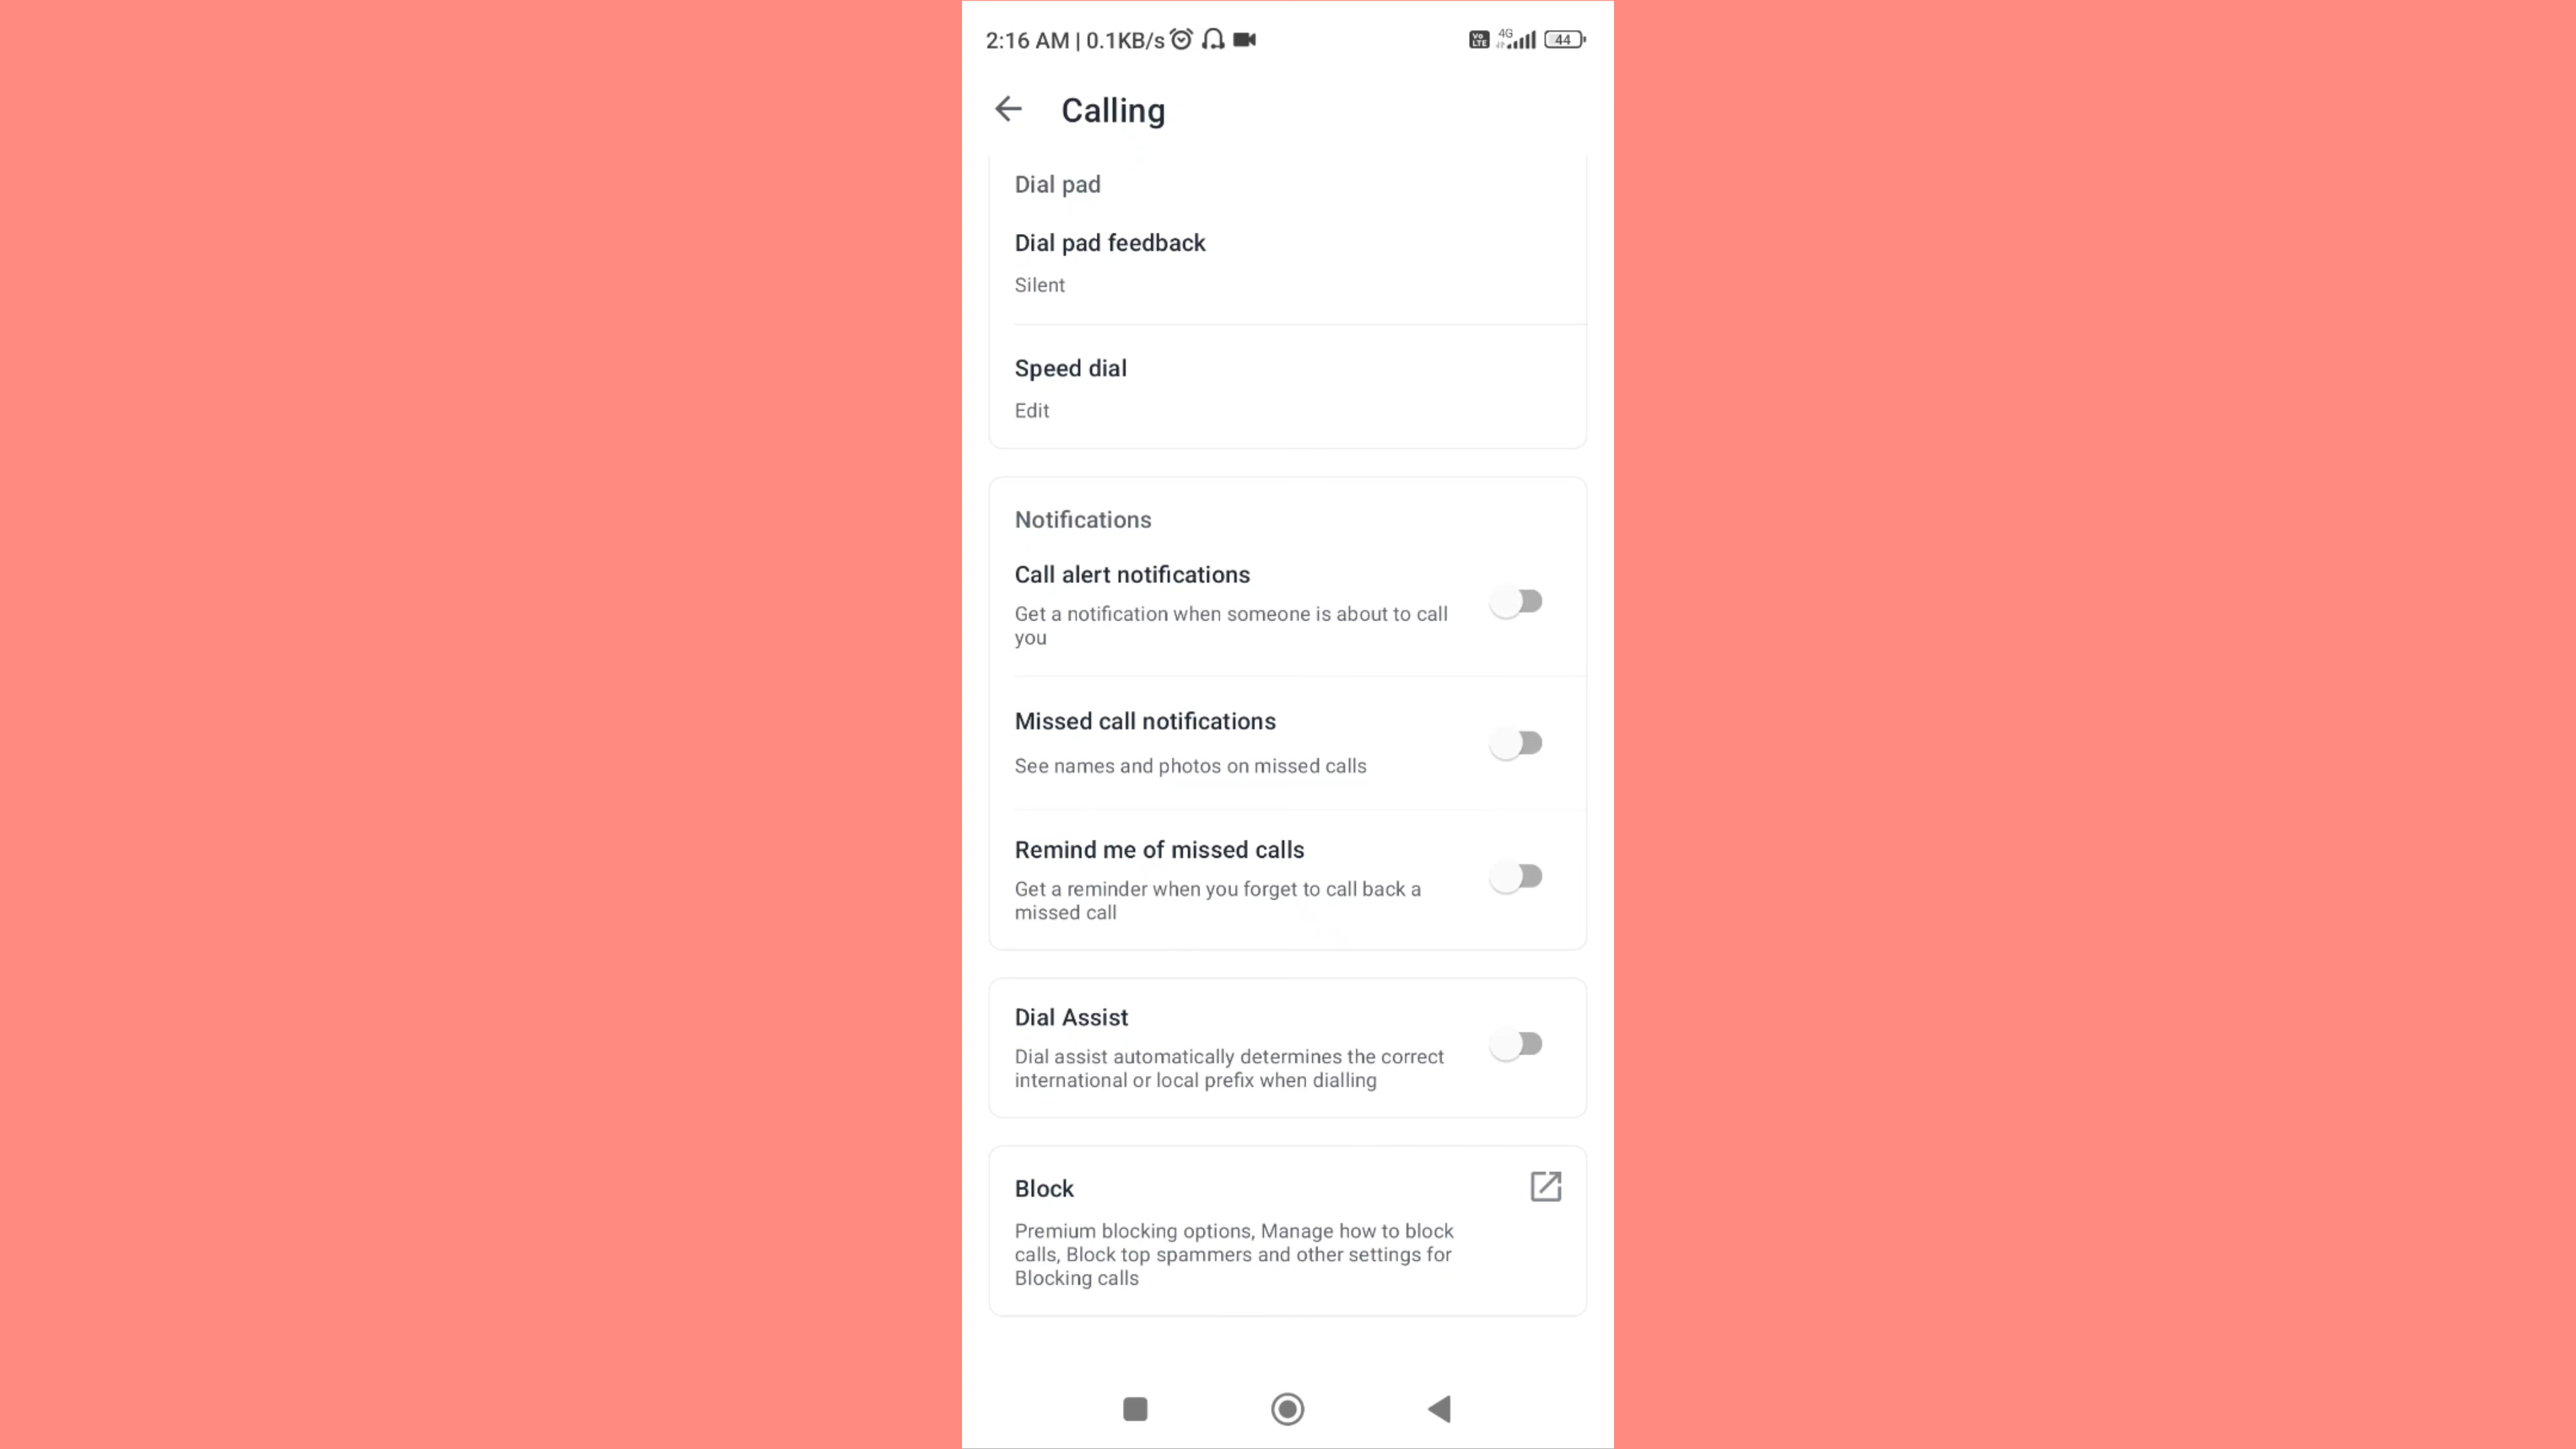 2:16 AM | 0.1KB/s
Vo LTE 4G 44
Calling
Dial pad
Dial pad feedback
Silent
Speed dial
Edit
Notifications
Call alert notifications
Get a notification when someone is about to call
you
Missed call notifications
See names and photos on missed calls
Remind me of missed calls
Get a reminder when you forget to call back a
missed call
Dial Assist
Dial assist automatically determines the correct
international or local prefix when dialling
Block
Premium blocking options, Manage how to block
calls, Block top spammers and other settings for
Blocking calls